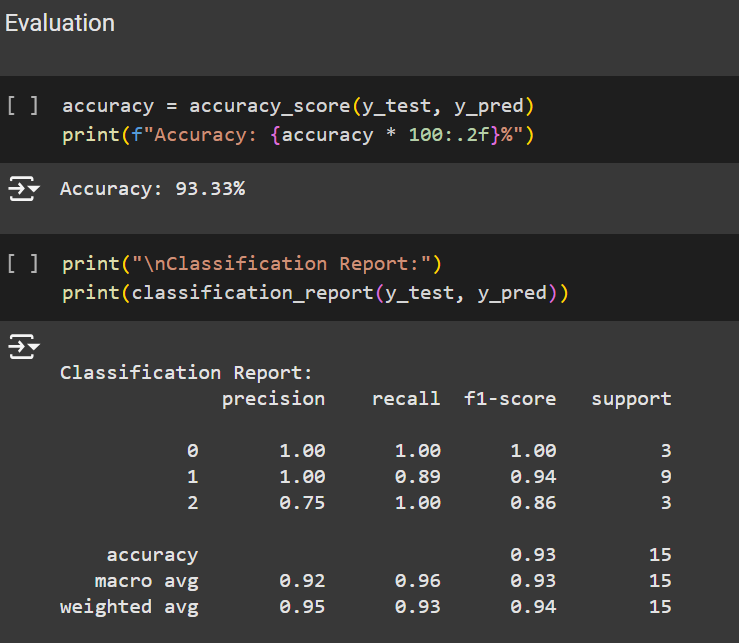 Evaluation
[ ] accuracy = accuracy_score(y_test, y_pred)
print(f"Accuracy: {accuracy * 100:.2f}%")
Accuracy: 93.33%
[ ] print("\nClassification Report:")
print(classification_report(y_test, y_pred))
Classification Report:
precision recall f1-score support
0 1.00 1.00 1.00 3
1 1.00 0.89 0.94 9
2 0.75 1.00 0.86 3
accuracy 0.93 15
macro avg 0.92 0.96 0.93 15
weighted avg 0.95 0.93 0.94 15